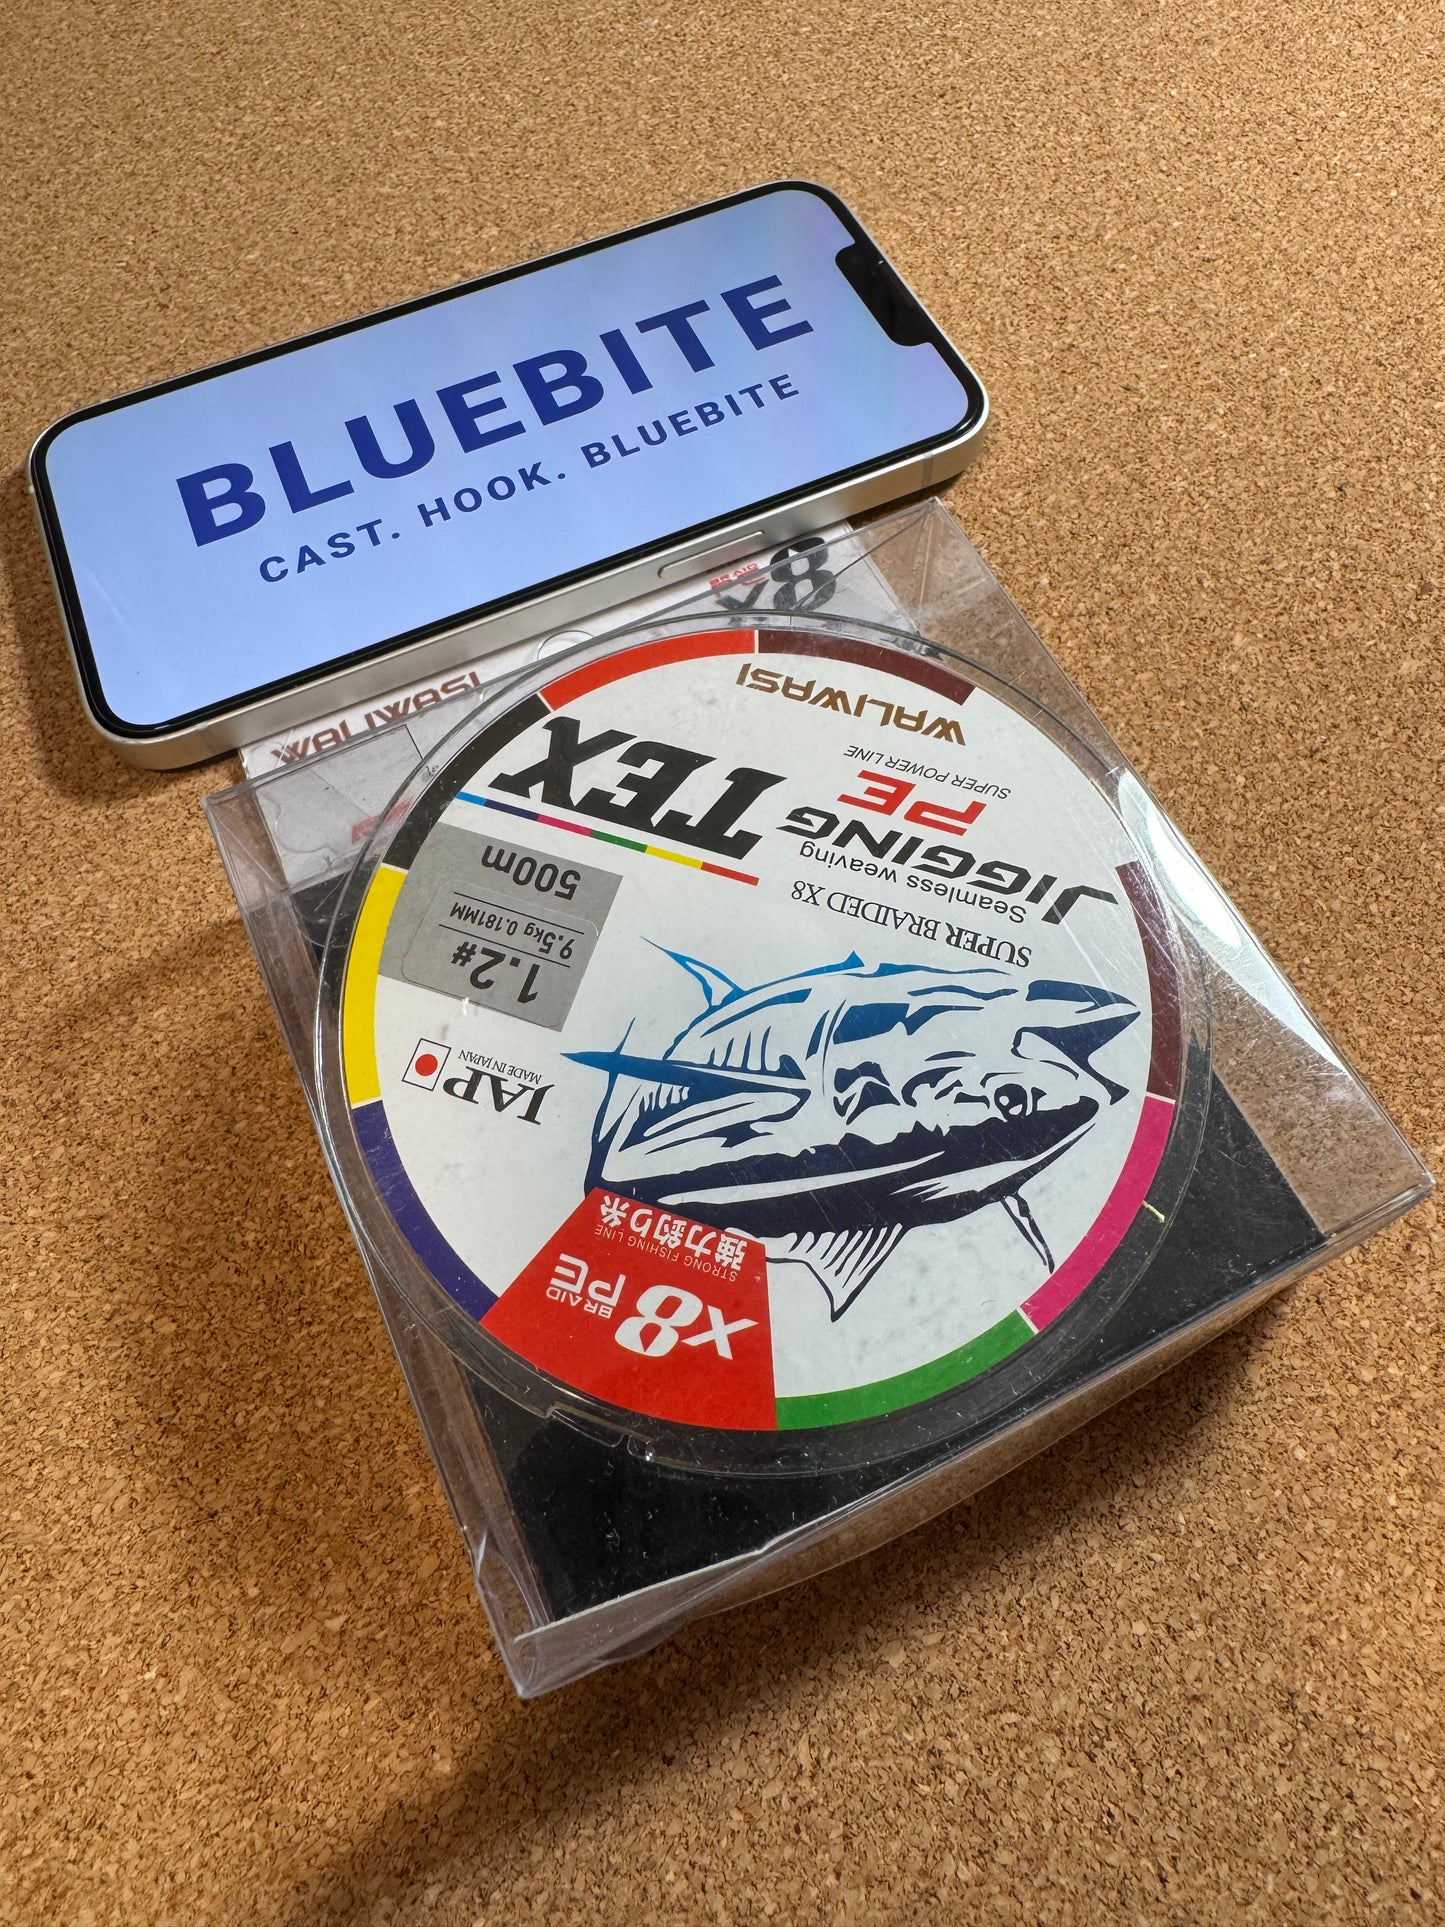 BLUEBITE
CAST. HOOK. BLUEBITE
X8
WALIWASI
WALIWASI
SUPER POWER LINE
PE
JIGGING TEX
Seamless weaving
SUPER BRAIDED X8
500m
9.5kg 0.181MM
1.2#
JAP
MADE IN JAPAN
強力釣り糸
STRONG FISHING LINE
X8 BRAID PE